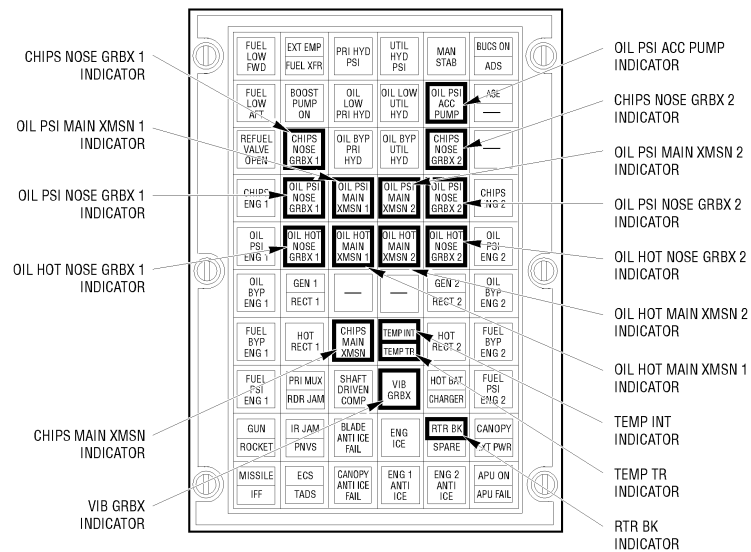 CHIPS NOSE GRBX 1
INDICATOR
OIL PSI MAIN XMSN 1
INDICATOR
OIL PSI NOSE GRBX 1
INDICATOR
OIL HOT NOSE GRBX 1
INDICATOR
CHIPS MAIN XMSN
INDICATOR
VIB GRBX
INDICATOR
FUEL
LOW
FWD
EXT EMP
FUEL XFR
PRI HYD
PSI
UTIL
HYD
PSI
MAN
STAB
BUCS ON
ADS
FUEL
LOW
AFT
BOOST
PUMP
ON
OIL
LOW
PRI HYD
OIL LOW
UTIL
HYD
OIL PSI
ACC
PUMP
ASE
—
REFUEL
VALVE
OPEN
CHIPS
NOSE
GRBX 1
OIL BYP
PRI
HYD
OIL BYP
UTIL
HYD
CHIPS
NOSE
GRBX 2
—
CHIPS
ENG 1
OIL PSI
NOSE
GRBX 1
OIL PSI
MAIN
XMSN 1
OIL PSI
MAIN
XMSN 2
OIL PSI
NOSE
GRBX 2
CHIPS
ENG 2
OIL
PSI
ENG 1
OIL HOT
NOSE
GRBX 1
OIL HOT
MAIN
XMSN 1
OIL HOT
MAIN
XMSN 2
OIL HOT
NOSE
GRBX 2
OIL
PSI
ENG 2
OIL
BYP
ENG 1
GEN 1
RECT 1
—
—
GEN 2
RECT 2
OIL
BYP
ENG 2
FUEL
BYP
ENG 1
HOT
RECT 1
CHIPS
MAIN
XMSN
TEMP INT
TEMP TR
HOT
RECT 2
FUEL
BYP
ENG 2
FUEL
PSI
ENG 1
PRI MUX
RDR JAM
SHAFT
DRIVEN
COMP
VIB
GRBX
HOT BAT
CHARGER
FUEL
PSI
ENG 2
GUN
ROCKET
IR JAM
PNVS
BLADE
ANTI ICE
FAIL
ENG
ICE
RTR BK
SPARE
CANOPY
EXT PWR
MISSILE
IFF
ECS
TADS
CANOPY
ANTI ICE
FAIL
ENG 1
ANTI
ICE
ENG 2
ANTI
ICE
APU ON
APU FAIL
OIL PSI ACC PUMP
INDICATOR
CHIPS NOSE GRBX 2
INDICATOR
OIL PSI MAIN XMSN 2
INDICATOR
OIL PSI NOSE GRBX 2
INDICATOR
OIL HOT NOSE GRBX 2
INDICATOR
OIL HOT MAIN XMSN 2
INDICATOR
OIL HOT MAIN XMSN 1
INDICATOR
TEMP INT
INDICATOR
TEMP TR
INDICATOR
RTR BK
INDICATOR